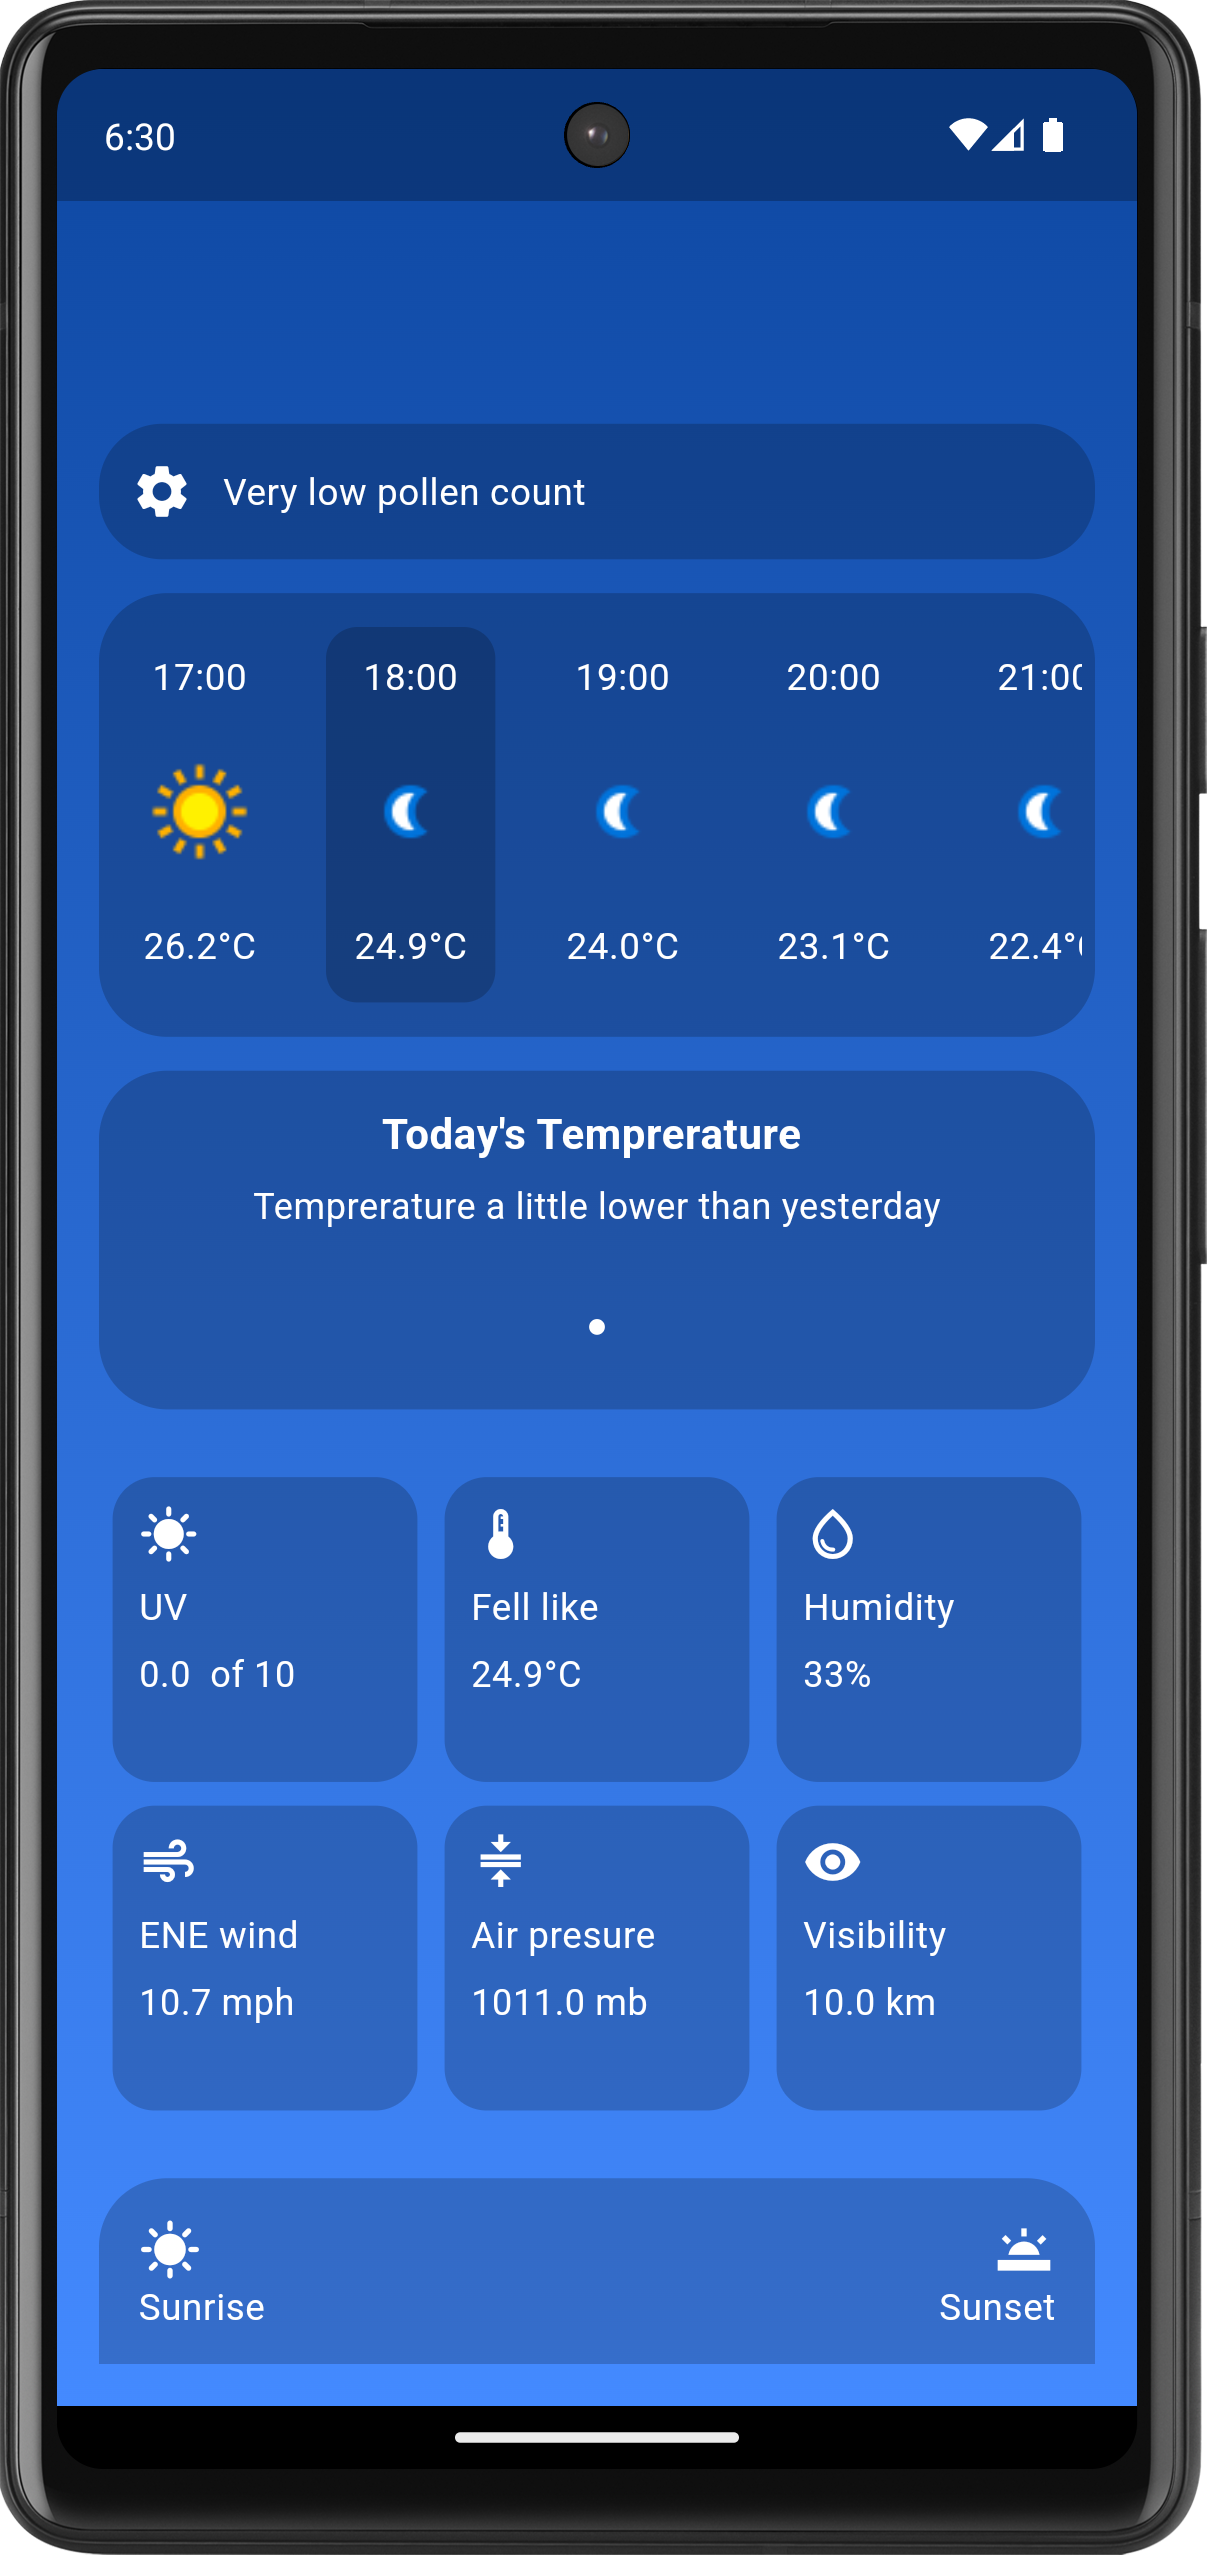 6:30
Very low pollen count
17:00 18:00 19:00 20:00 21:00
26.2°C 24.9°C 24.0°C 23.1°C 22.4°C
Today's Temprerature
Temprerature a little lower than yesterday
UV Fell like Humidity
0.0 of 10 24.9°C 33%
ENE wind Air presure Visibility
10.7 mph 1011.0 mb 10.0 km
Sunrise Sunset